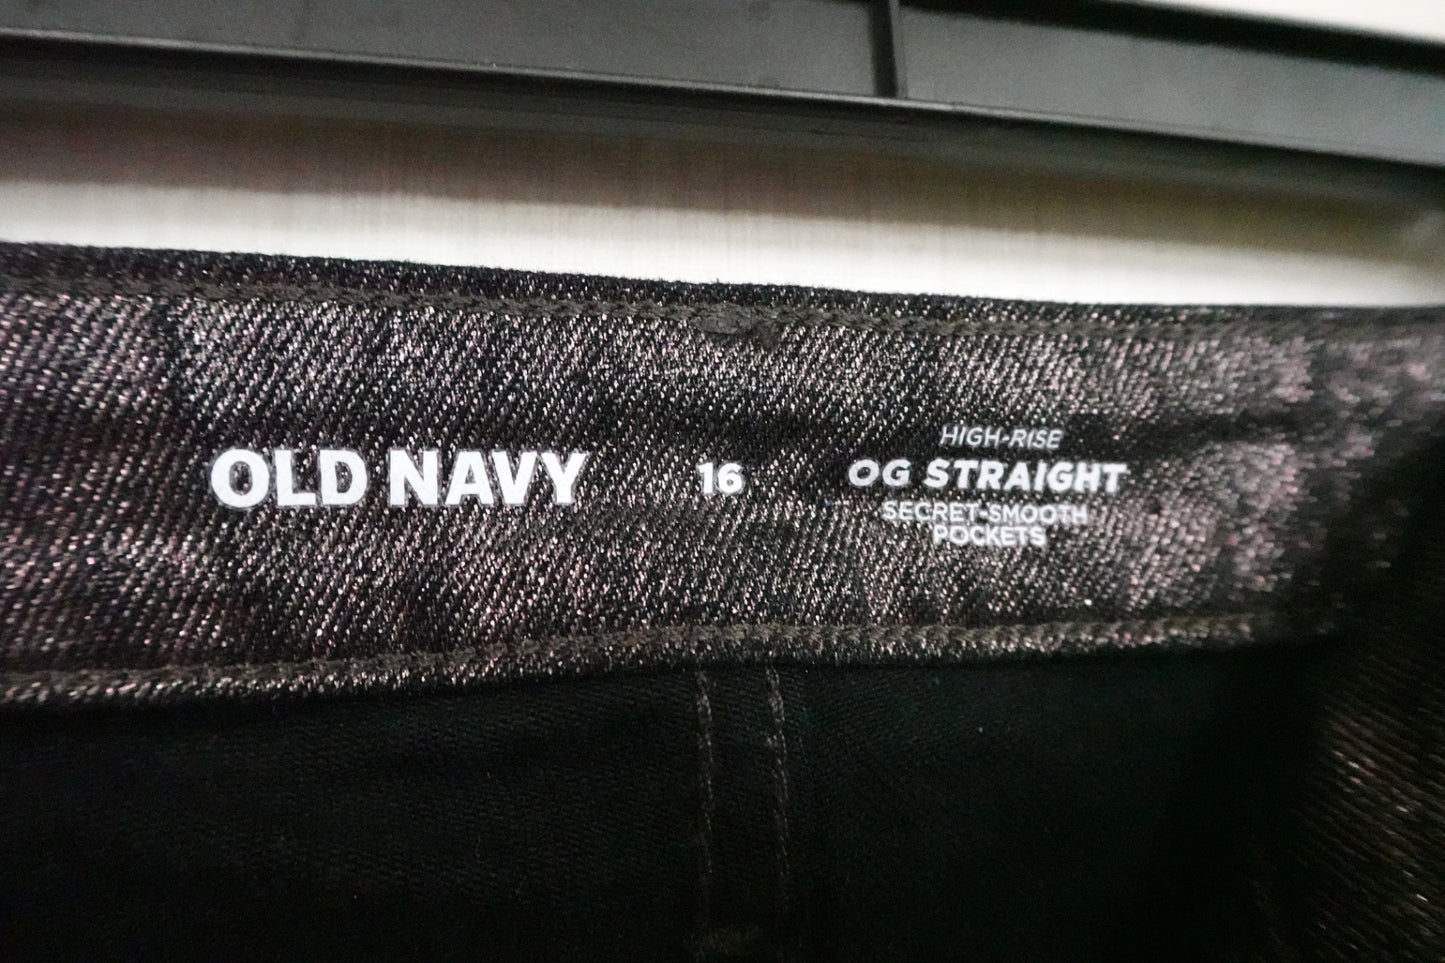 OLD NAVY
16
HIGH-RISE
OG STRAIGHT
SECRET-SMOOTH
POCKETS